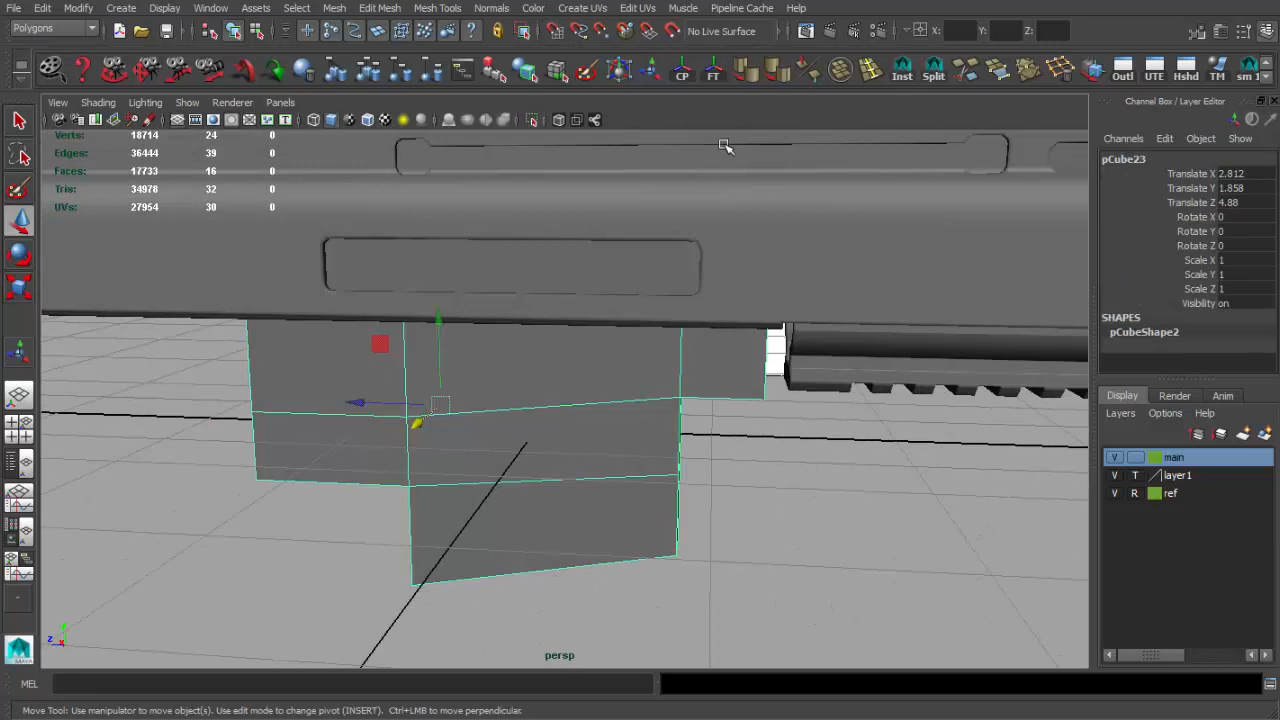 File Edit Modify Create Display Window Assets Select Mesh Edit Mesh Mesh Tools Normals Color Create UVs Edit UVs Muscle Pipeline Cache Help
Polygons
No Live Surface
X: Y: Z:
CP FT Inst Split Outl UTE Hshd TM sm 1
View Shading Lighting Show Renderer Panels
Channel Box / Layer Editor
Channels Edit Object Show
Verts: 18714 24 0
Edges: 36444 39 0
Faces: 17733 16 0
Tris: 34978 32 0
UVs: 27954 30 0
pCube23
Translate X 2.812
Translate Y 1.858
Translate Z 4.88
Rotate X 0
Rotate Y 0
Rotate Z 0
Scale X 1
Scale Y 1
Scale Z 1
Visibility on
SHAPES
pCubeShape2
Display Render Anim
Layers Options Help
V main
V T layer1
V R ref
persp
MEL
Move Tool: Use manipulator to move object(s). Use edit mode to change pivot (INSERT). Ctrl+LMB to move perpendicular.